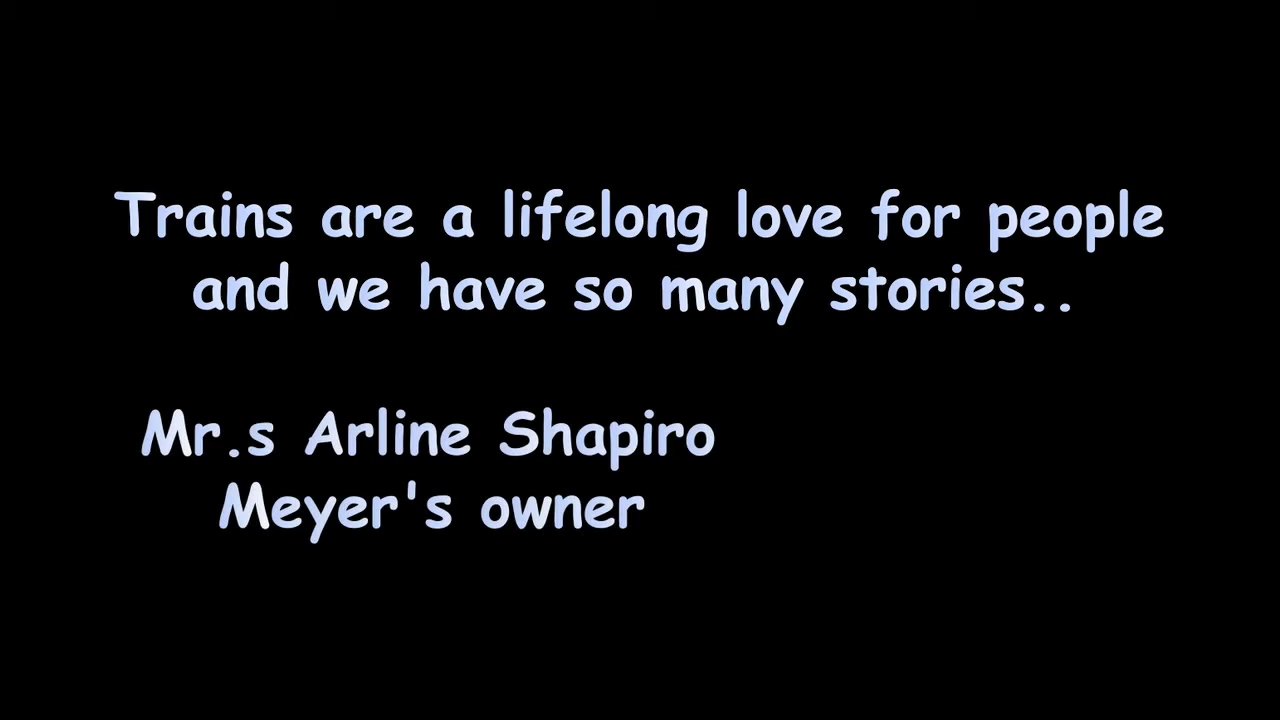 Trains are a lifelong love for people
and we have so many stories..
Mr.s Arline Shapiro
Meyer's owner